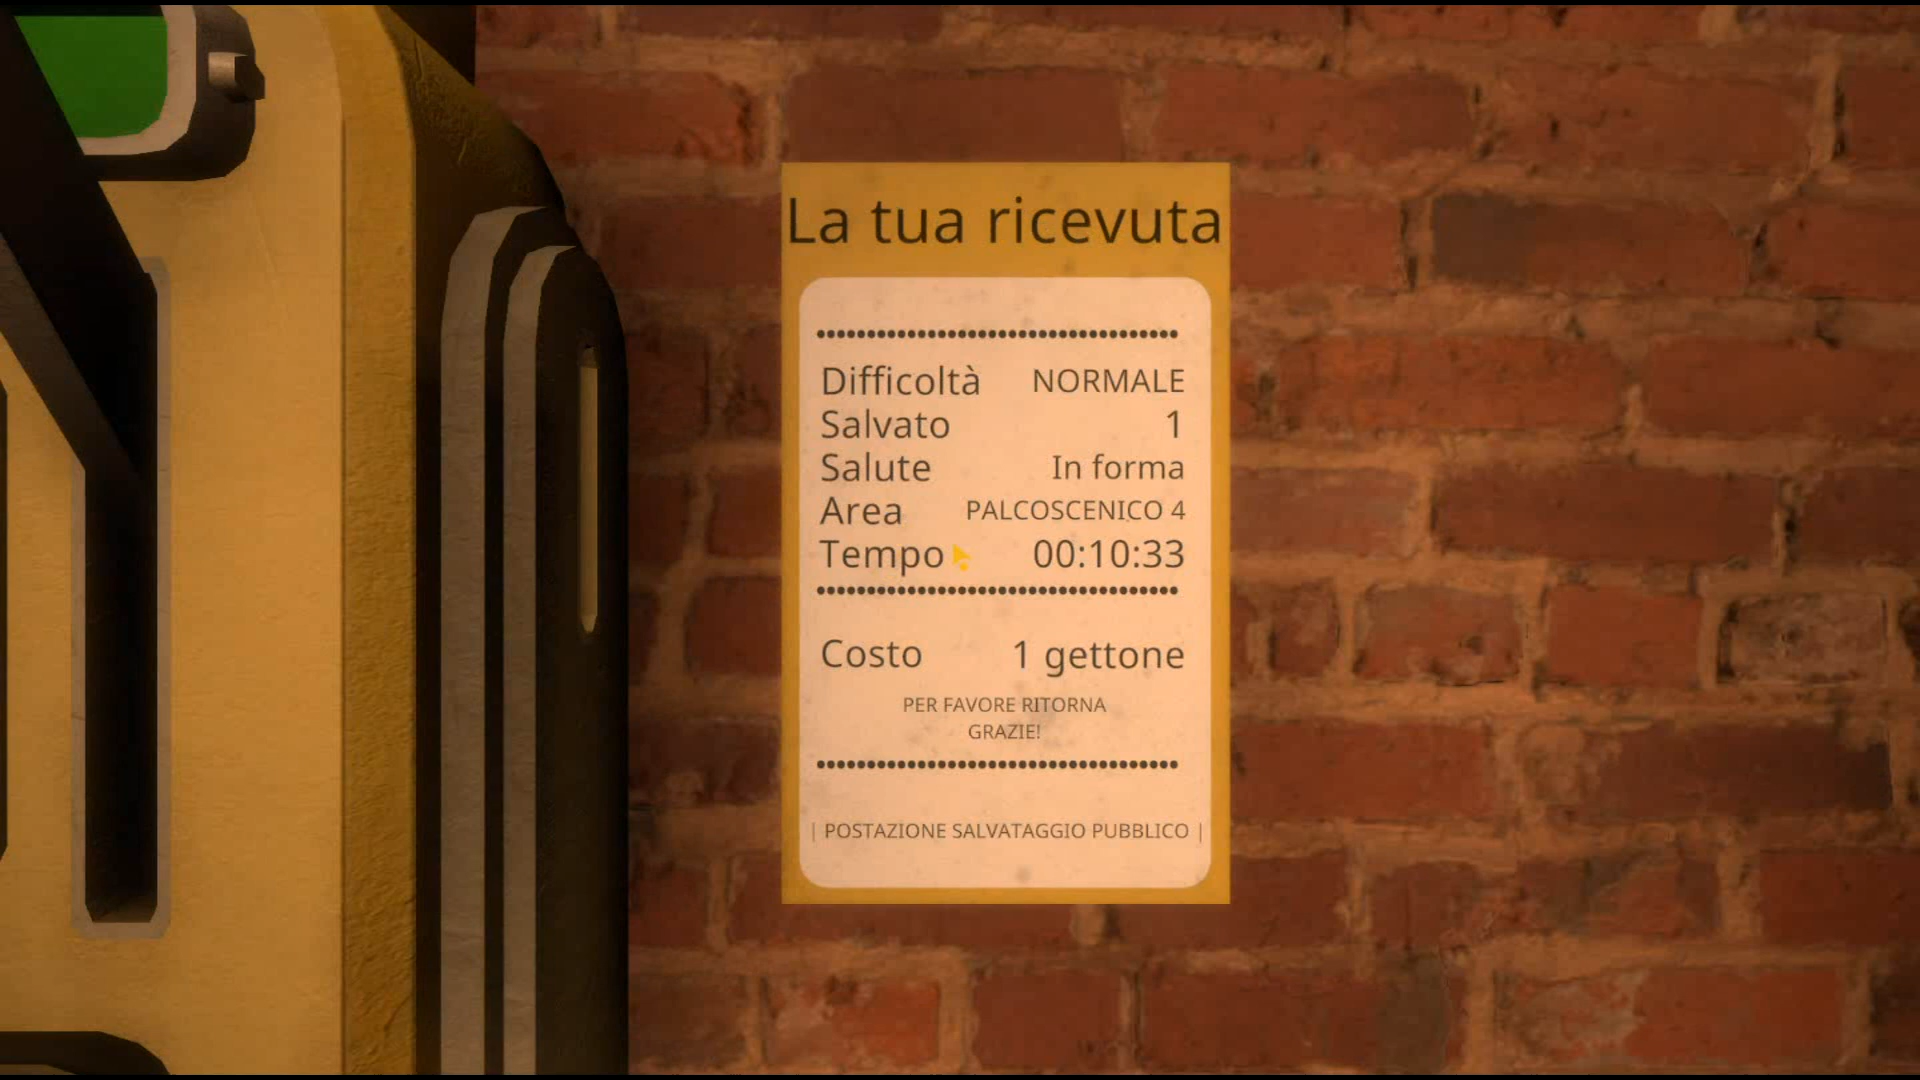 La tua ricevuta
Difficoltà NORMALE
Salvato 1
Salute In forma
Area PALCOSCENICO 4
Tempo 00:10:33
Costo 1 gettone
PER FAVORE RITORNA
GRAZIE!
| POSTAZIONE SALVATAGGIO PUBBLICO |